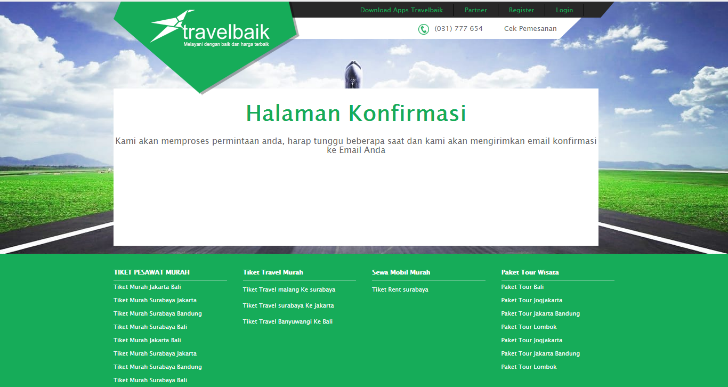 Download Apps Travelbaik
Partner
Register
Login
travelbaik
Melayani dengan baik dan harga terbaik
(031) 777 654
Cek Pemesanan
Halaman Konfirmasi
Kami akan memproses permintaan anda, harap tunggu beberapa saat dan kami akan mengirimkan email konfirmasi
ke Email Anda
TIKET PESAWAT MURAH
Tiket Murah Jakarta Bali
Tiket Murah Surabaya Jakarta
Tiket Murah Surabaya Bandung
Tiket Murah Surabaya Bali
Tiket Murah Jakarta Bali
Tiket Murah Surabaya Jakarta
Tiket Murah Surabaya Bandung
Tiket Murah Surabaya Bali
Tiket Travel Murah
Tiket Travel malang Ke surabaya
Tiket Travel surabaya Ke jakarta
Tiket Travel Banyuwangi Ke Bali
Sewa Mobil Murah
Tiket Rent surabaya
Paket Tour Wisata
Paket Tour Bali
Paket Tour Jogjakarta
Paket Tour Jakarta Bandung
Paket Tour Lombok
Paket Tour Jogjakarta
Paket Tour Jakarta Bandung
Paket Tour Lombok